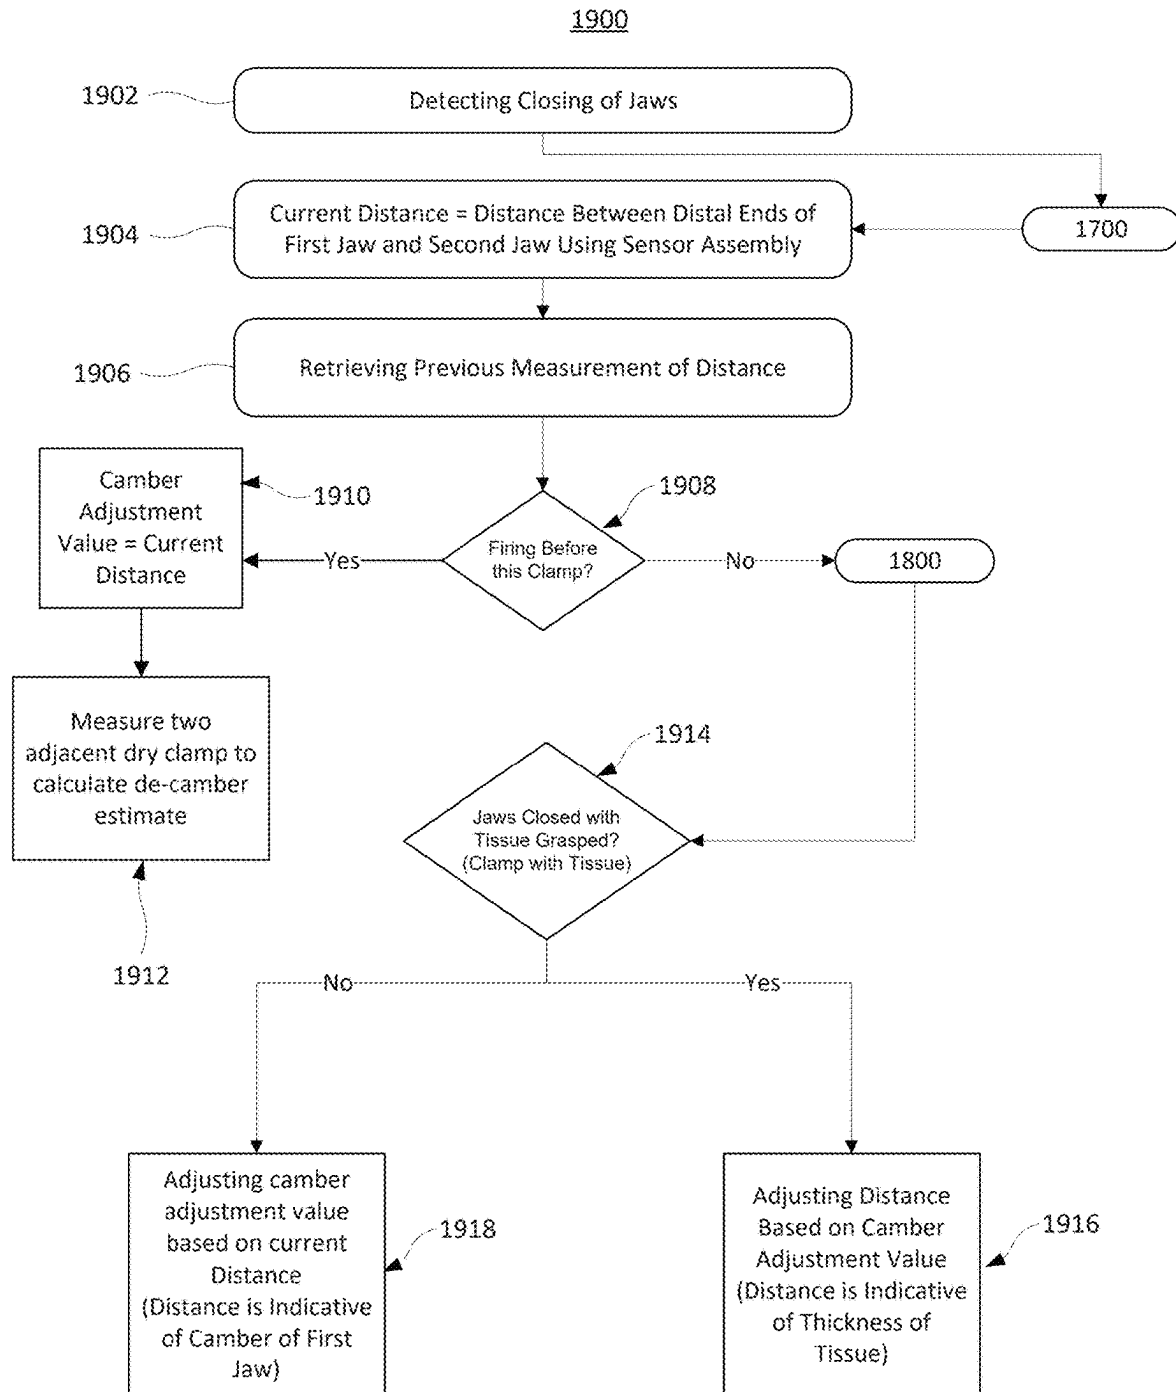 1900
1902
Detecting Closing of Jaws
1904
Current Distance = Distance Between Distal Ends of
First Jaw and Second Jaw Using Sensor Assembly
1700
1906
Retrieving Previous Measurement of Distance
Camber
Adjustment
Value = Current
Distance
1910
1908
Firing Before
this Clamp?
Yes
No
1800
Measure two
adjacent dry clamp to
calculate de-camber
estimate
1912
1914
Jaws Closed with
Tissue Grasped?
(Clamp with Tissue)
No
Yes
Adjusting camber
adjustment value
based on current
Distance
(Distance is Indicative
of Camber of First
Jaw)
1918
Adjusting Distance
Based on Camber
Adjustment Value
(Distance is Indicative
of Thickness of
Tissue)
1916